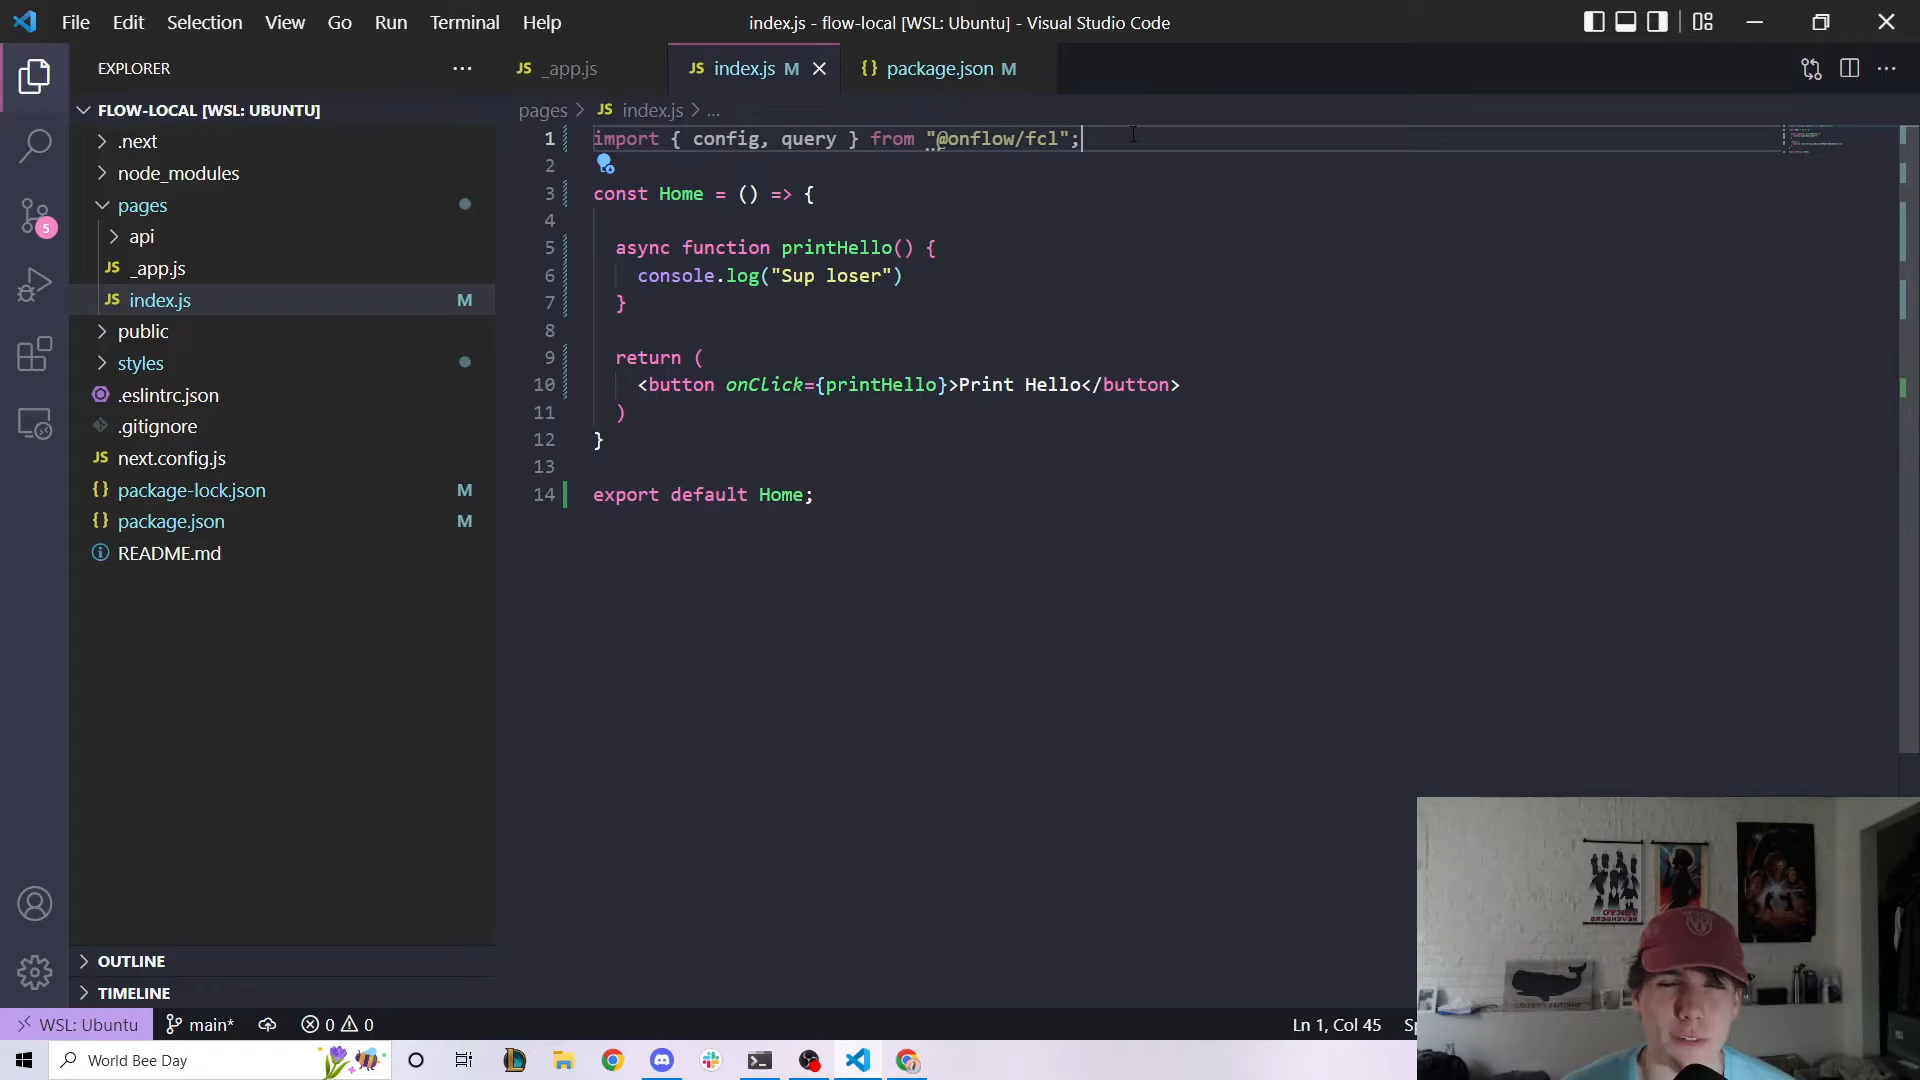 File Edit Selection View Go Run Terminal Help
index.js - flow-local [WSL: Ubuntu] - Visual Studio Code
EXPLORER ...
JS _app.js
JS index.js M
{} package.json M
FLOW-LOCAL [WSL: UBUNTU]
.next
node_modules
pages
api
JS _app.js
JS index.js M
public
styles
.eslintrc.json
.gitignore
JS next.config.js
{} package-lock.json M
{} package.json M
README.md
OUTLINE
TIMELINE
5
pages > JS index.js > ...
1 import { config, query } from "@onflow/fcl";
2
3 const Home = () => {
4
5 async function printHello() {
6 console.log("Sup loser")
7 }
8
9 return (
10 <button onClick={printHello}>Print Hello</button>
11 )
12 }
13
14 export default Home;
WSL: Ubuntu main* 0 0
Ln 1, Col 45
World Bee Day